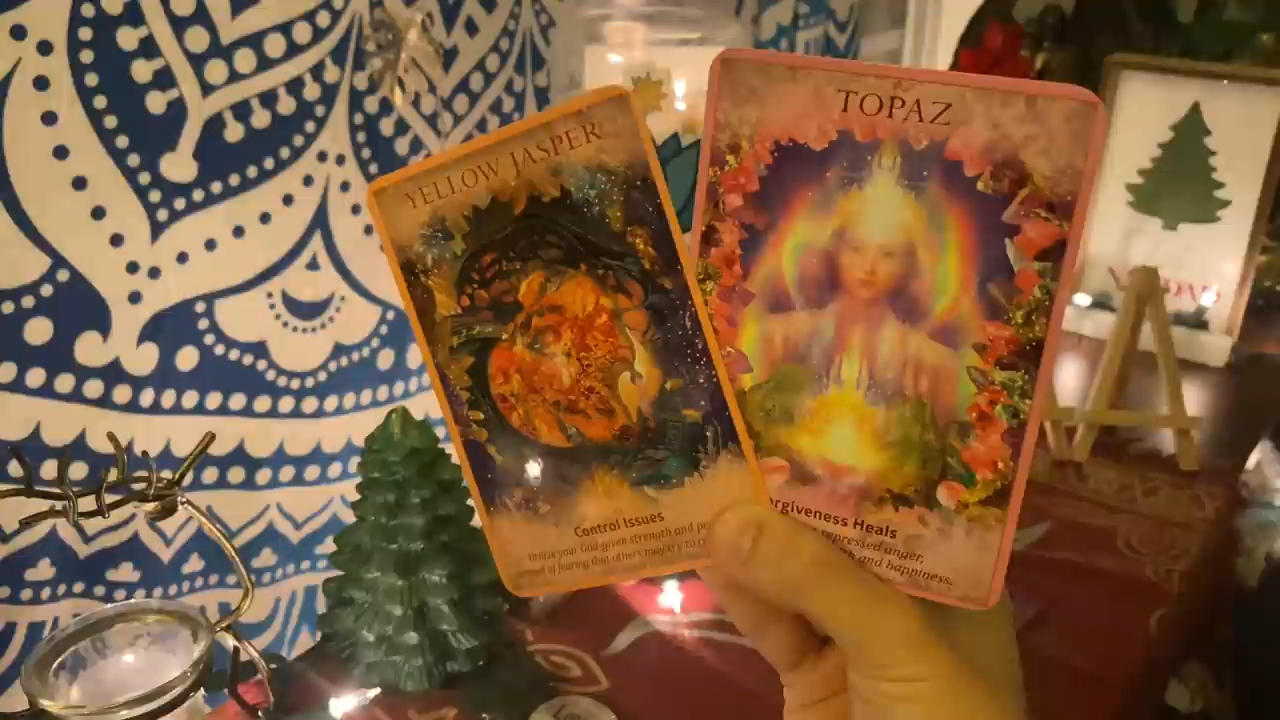 YELLOW JASPER
Control Issues
Utilize your God-given strength and
of fearing that others may try to
TOPAZ
rgiveness Heals
repressed anger,
and happiness.